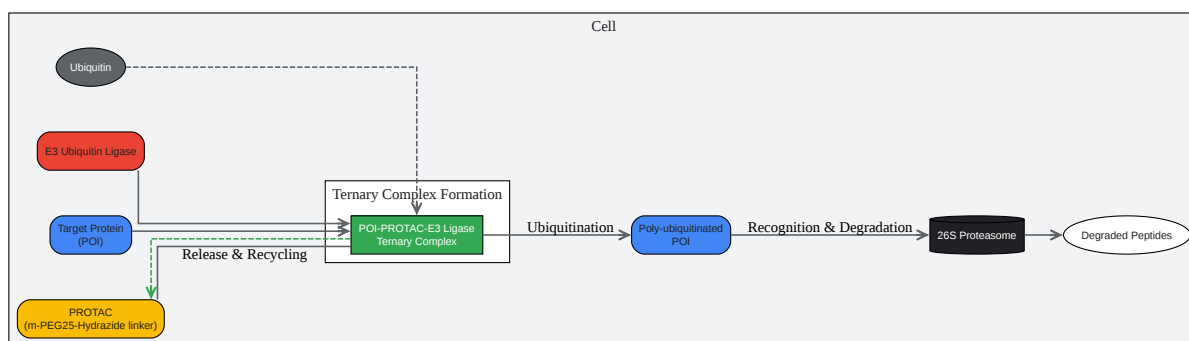 Cell
Ubiquitin
E3 Ubiquitin Ligase
Ternary Complex Formation
Target Protein
(POI)
POI-PROTAC-E3 Ligase
Ternary Complex
Ubiquitination
Poly-ubiquitinated
POI
Recognition & Degradation
26S Proteasome
Degraded Peptides
Release & Recycling
PROTAC
(m-PEG25-Hydrazide linker)